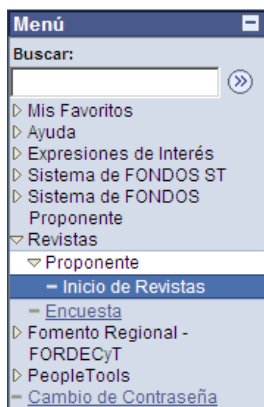 Menú
Buscar:
Mis Favoritos
Ayuda
Expresiones de Interés
Sistema de FONDOS ST
Sistema de FONDOS
Proponente
Revistas
Proponente
Inicio de Revistas
Encuesta
Fomento Regional -
FORDECyT
PeopleTools
Cambio de Contraseña